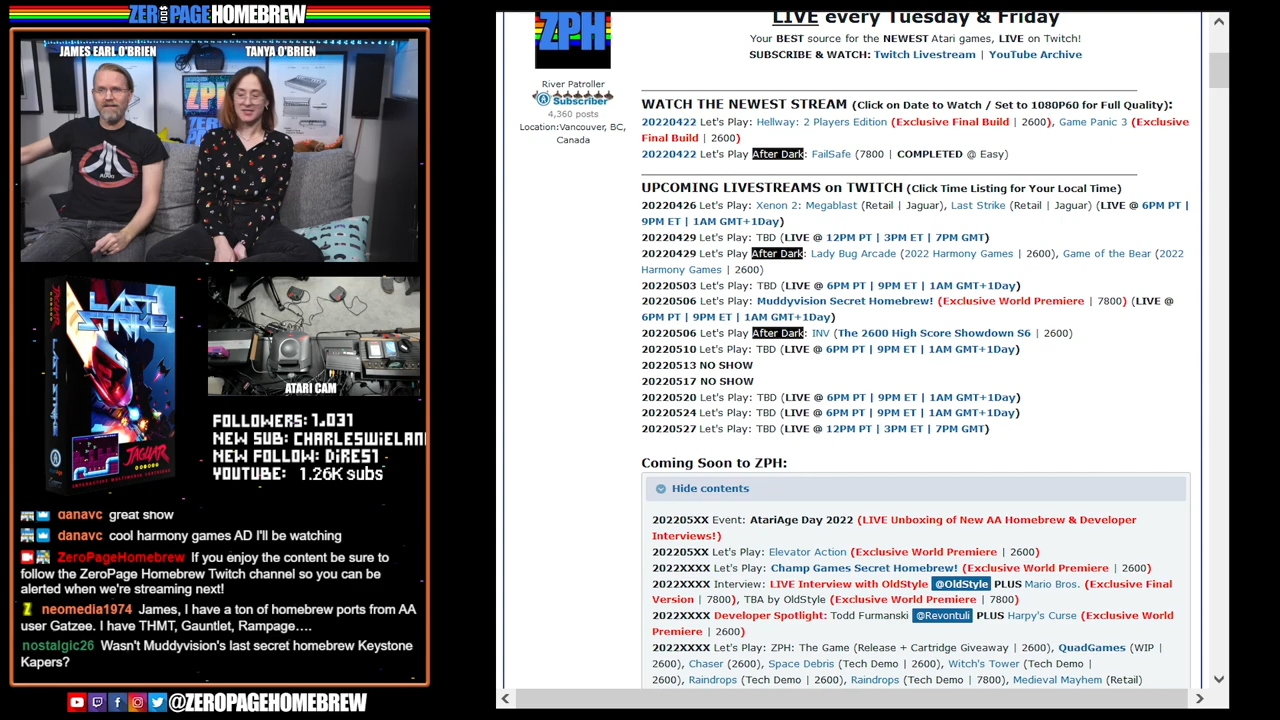 ZEROPAGE HOMEBREW
JAMES EARL O'BRIEN
TANYA O'BRIEN
ZPH
ATARI
LAST STRIKE
JAGUAR
ATARI CAM
FOLLOWERS: 1,031
NEW SUB: CHARLESWIELAN
NEW FOLLOW: DIREST
YOUTUBE: 1.26K subs
danavc great show
danavc cool harmony games AD I'll be watching
ZeroPageHomebrew If you enjoy the content be sure to
follow the ZeroPage Homebrew Twitch channel so you can be
alerted when we're streaming next!
neomedia1974 James, I have a ton of homebrew ports from AA
user Gatzee. I have THMT, Gauntlet, Rampage….
nostalgic26 Wasn't Muddyvision's last secret homebrew Keystone
Kapers?
@ZEROPAGEHOMEBREW
ZPH
River Patroller
Subscriber
4,360 posts
Location:Vancouver, BC,
Canada
LIVE every Tuesday & Friday
Your BEST source for the NEWEST Atari games, LIVE on Twitch!
SUBSCRIBE & WATCH: Twitch Livestream | YouTube Archive
WATCH THE NEWEST STREAM (Click on Date to Watch / Set to 1080P60 for Full Quality):
20220422 Let's Play: Hellway: 2 Players Edition (Exclusive Final Build | 2600), Game Panic 3 (Exclusive
Final Build | 2600)
20220422 Let's Play After Dark: FailSafe (7800 | COMPLETED @ Easy)
UPCOMING LIVESTREAMS on TWITCH (Click Time Listing for Your Local Time)
20220426 Let's Play: Xenon 2: Megablast (Retail | Jaguar), Last Strike (Retail | Jaguar) (LIVE @ 6PM PT |
9PM ET | 1AM GMT+1Day)
20220429 Let's Play: TBD (LIVE @ 12PM PT | 3PM ET | 7PM GMT)
20220429 Let's Play After Dark: Lady Bug Arcade (2022 Harmony Games | 2600), Game of the Bear (2022
Harmony Games | 2600)
20220503 Let's Play: TBD (LIVE @ 6PM PT | 9PM ET | 1AM GMT+1Day)
20220506 Let's Play: Muddyvision Secret Homebrew! (Exclusive World Premiere | 7800) (LIVE @
6PM PT | 9PM ET | 1AM GMT+1Day)
20220506 Let's Play After Dark: INV (The 2600 High Score Showdown S6 | 2600)
20220510 Let's Play: TBD (LIVE @ 6PM PT | 9PM ET | 1AM GMT+1Day)
20220513 NO SHOW
20220517 NO SHOW
20220520 Let's Play: TBD (LIVE @ 6PM PT | 9PM ET | 1AM GMT+1Day)
20220524 Let's Play: TBD (LIVE @ 6PM PT | 9PM ET | 1AM GMT+1Day)
20220527 Let's Play: TBD (LIVE @ 12PM PT | 3PM ET | 7PM GMT)
Coming Soon to ZPH:
Hide contents
202205XX Event: AtariAge Day 2022 (LIVE Unboxing of New AA Homebrew & Developer
Interviews!)
202205XX Let's Play: Elevator Action (Exclusive World Premiere | 2600)
2022XXXX Let's Play: Champ Games Secret Homebrew! (Exclusive World Premiere | 2600)
2022XXXX Interview: LIVE Interview with OldStyle @OldStyle PLUS Mario Bros. (Exclusive Final
Version | 7800), TBA by OldStyle (Exclusive World Premiere | 7800)
2022XXXX Developer Spotlight: Todd Furmanski @Revontuli PLUS Harpy's Curse (Exclusive World
Premiere | 2600)
2022XXXX Let's Play: ZPH: The Game (Release + Cartridge Giveaway | 2600), QuadGames (WIP |
2600), Chaser (2600), Space Debris (Tech Demo | 2600), Witch's Tower (Tech Demo |
2600), Raindrops (Tech Demo | 2600), Raindrops (Tech Demo | 7800), Medieval Mayhem (Retail)